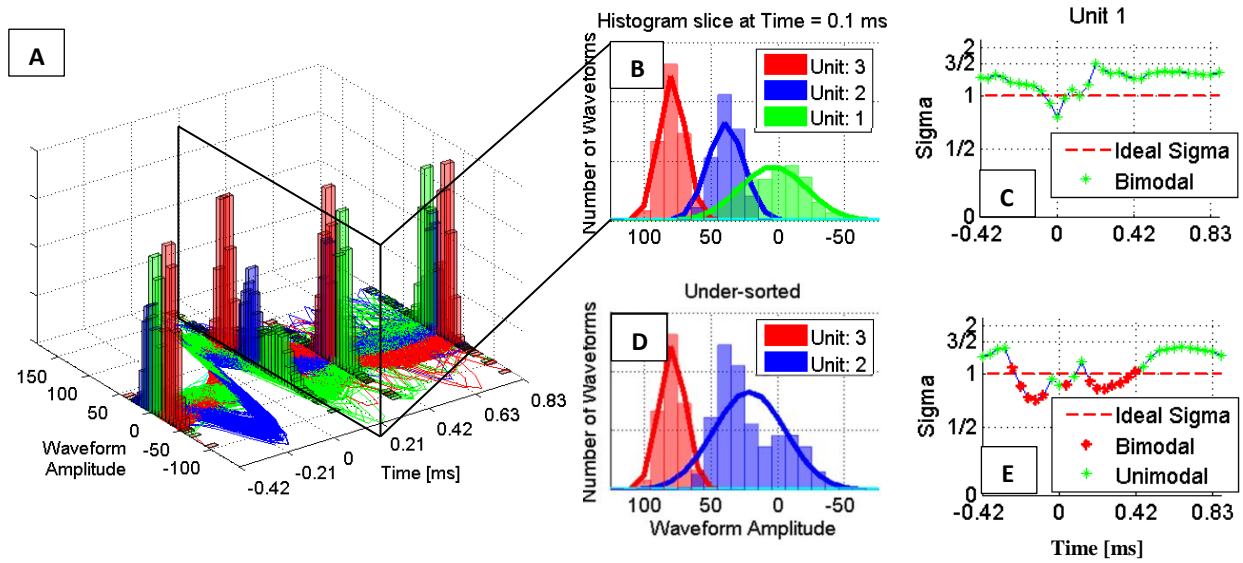 A
150
100
50
0
-50
-100
Waveform
Amplitude
-0.42
-0.21
0
0.21
0.42
0.63
0.83
Time [ms]
Histogram slice at Time = 0.1 ms
B
Number of Waveforms
Unit: 3
Unit: 2
Unit: 1
100
50
0
-50
Unit 1
Sigma
2
3/2
1
1/2
0
Ideal Sigma
Bimodal
C
-0.42
0
0.42
0.83
Under-sorted
D
Number of Waveforms
Unit: 3
Unit: 2
100
50
0
-50
Waveform Amplitude
Sigma
2
3/2
1
1/2
0
Ideal Sigma
Bimodal
Unimodal
E
-0.42
0
0.42
0.83
Time [ms]